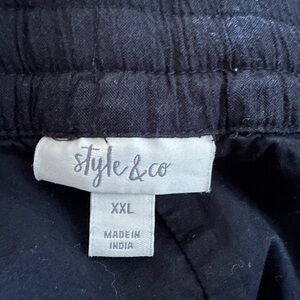 style & co
XXL
MADE IN
INDIA